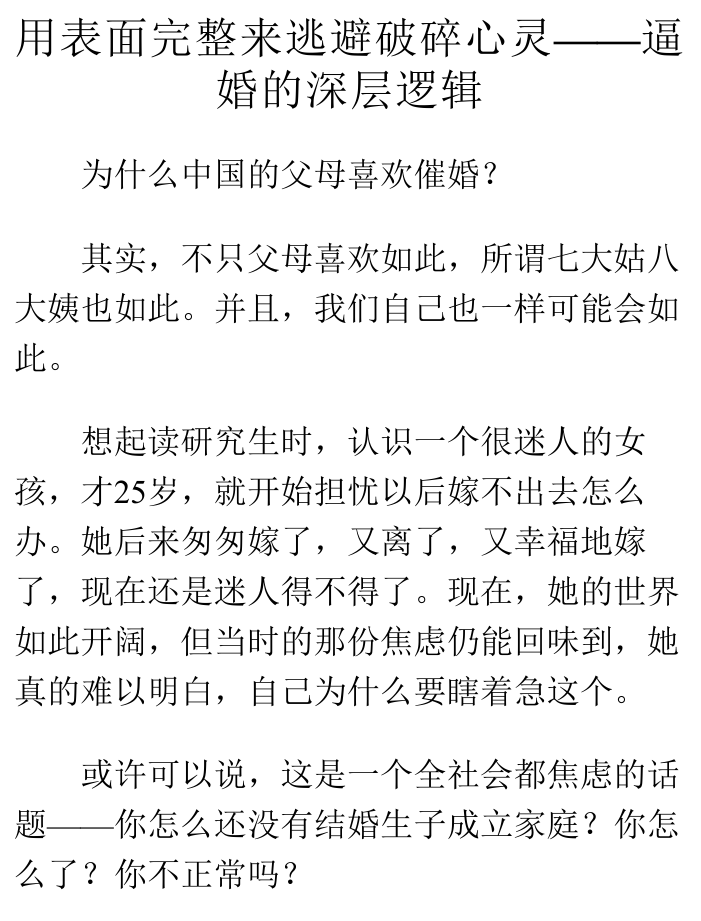 用表面完整来逃避破碎心灵——逼
婚的深层逻辑
为什么中国的父母喜欢催婚？
其实，不只父母喜欢如此，所谓七大姑八
大姨也如此。并且，我们自己也一样可能会如
此。
想起读研究生时，认识一个很迷人的女
孩，才25岁，就开始担忧以后嫁不出去怎么
办。她后来匆匆嫁了，又离了，又幸福地嫁
了，现在还是迷人得不得了。现在，她的世界
如此开阔，但当时的那份焦虑仍能回味到，她
真的难以明白，自己为什么要瞎着急这个。
或许可以说，这是一个全社会都焦虑的话
题——你怎么还没有结婚生子成立家庭？你怎
么了？你不正常吗？